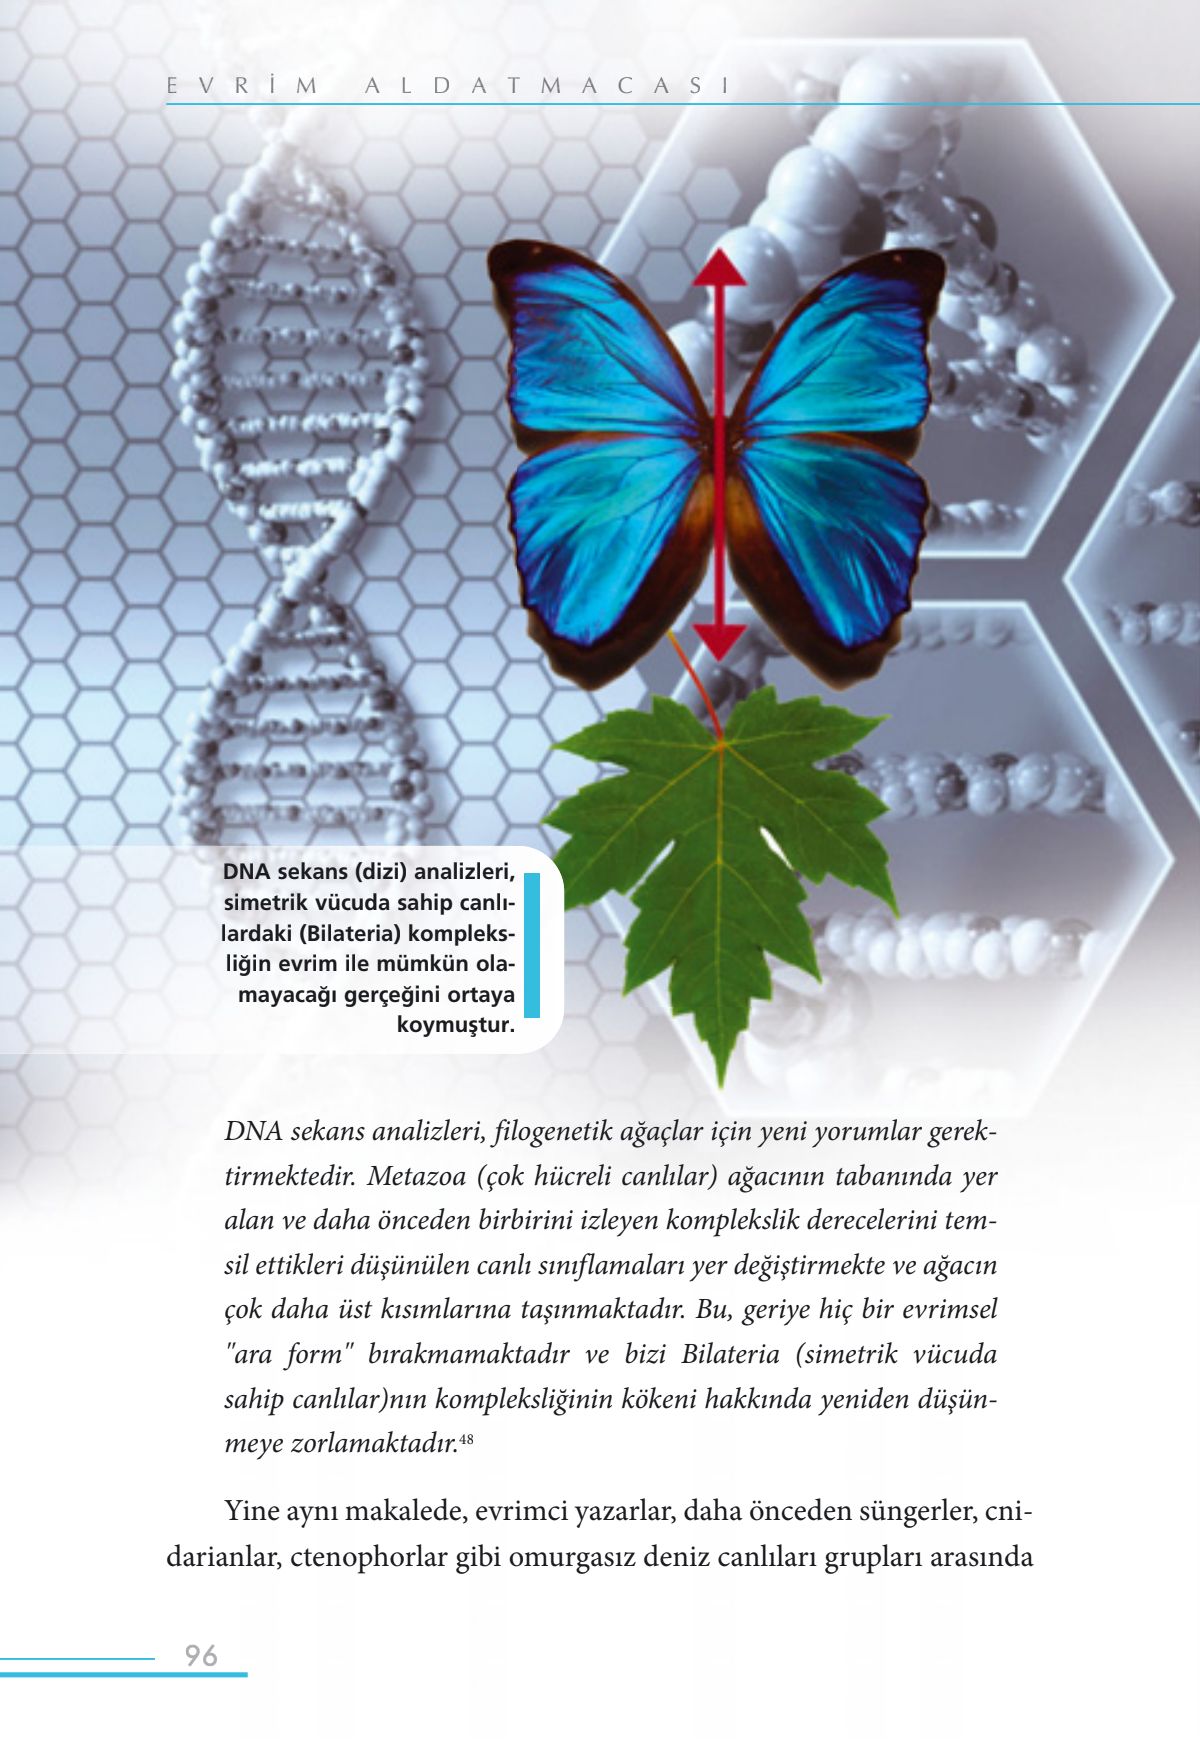 EVRİM ALDATMACASI
DNA sekans (dizi) analizleri,
simetrik vücuda sahip canlı-
lardaki (Bilateria) kompleks-
liğin evrim ile mümkün ola-
mayacağı gerçeğini ortaya
koymuştur.
DNA sekans analizleri, filogenetik ağaçlar için yeni yorumlar gerek-
tirmektedir. Metazoa (çok hücreli canlılar) ağacının tabanında yer
alan ve daha önceden birbirini izleyen komplekslik derecelerini tem-
sil ettikleri düşünülen canlı sınıflamaları yer değiştirmekte ve ağacın
çok daha üst kısımlarına taşınmaktadır. Bu, geriye hiç bir evrimsel
"ara form" bırakmamaktadır ve bizi Bilateria (simetrik vücuda
sahip canlılar)nın kompleksliğinin kökeni hakkında yeniden düşün-
meye zorlamaktadır.48
Yine aynı makalede, evrimci yazarlar, daha önceden süngerler, cni-
darianlar, ctenophorlar gibi omurgasız deniz canlıları grupları arasında
96